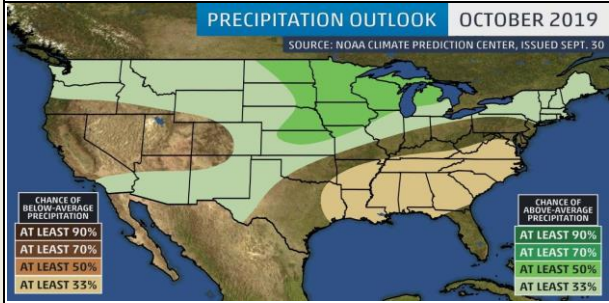 PRECIPITATION OUTLOOK OCTOBER 2019
SOURCE: NOAA CLIMATE PREDICTION CENTER, ISSUED SEPT. 30
CHANCE OF
BELOW-AVERAGE
PRECIPITATION
AT LEAST 90%
AT LEAST 70%
AT LEAST 50%
AT LEAST 33%
CHANCE OF
ABOVE-AVERAGE
PRECIPITATION
AT LEAST 90%
AT LEAST 70%
AT LEAST 50%
AT LEAST 33%